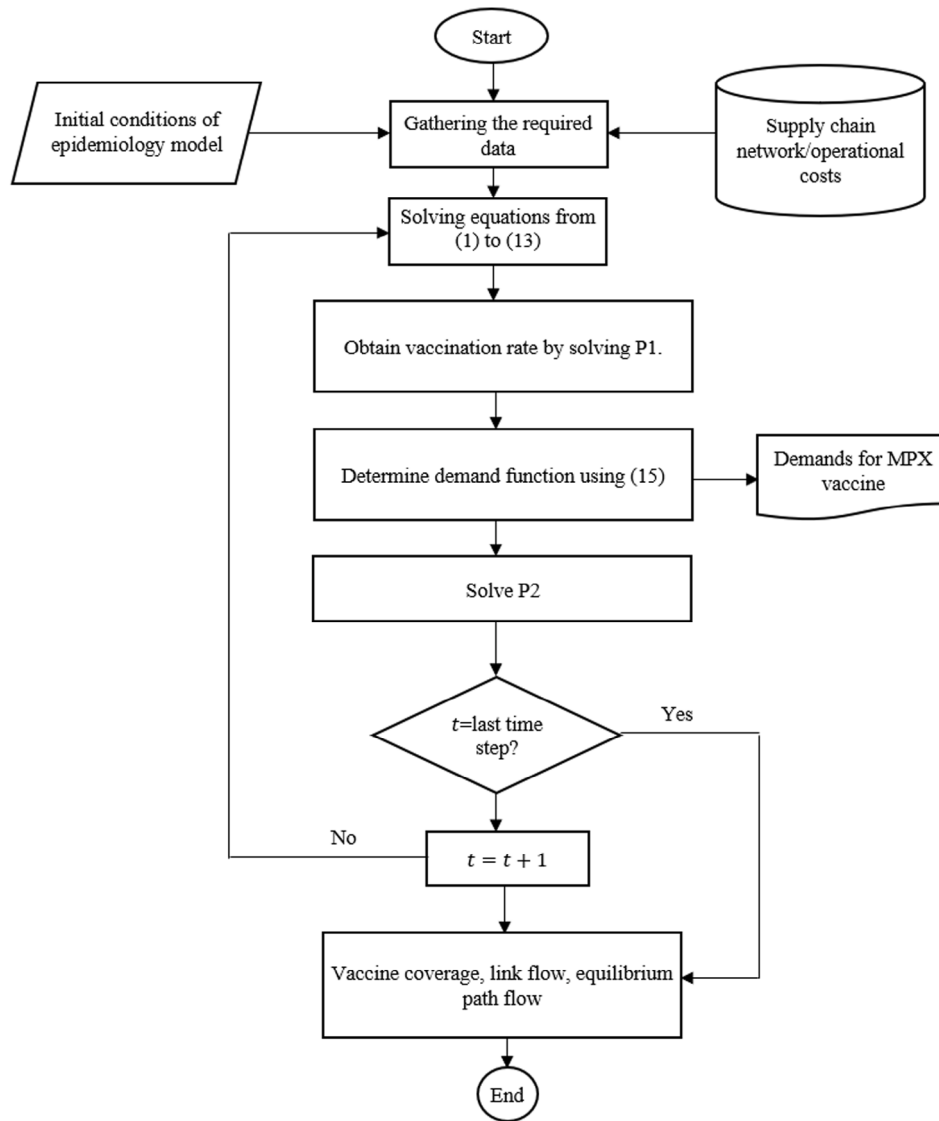 Start
Initial conditions of
epidemiology model
Gathering the required
data
Supply chain
network/operational
costs
Solving equations from
(1) to (13)
Obtain vaccination rate by solving P1.
Determine demand function using (15)
Demands for MPX
vaccine
Solve P2
t=last time
step?
Yes
No
t = t + 1
Vaccine coverage, link flow, equilibrium
path flow
End